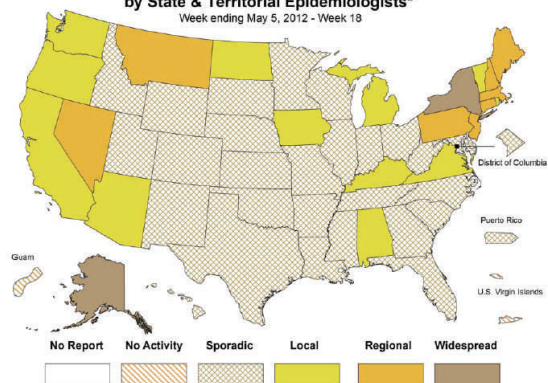 by State & Territorial Epidemiologists*
Week ending May 5, 2012 - Week 18
District of Columbia
Puerto Rico
Guam
U.S. Virgin Islands
No Report No Activity Sporadic Local Regional Widespread